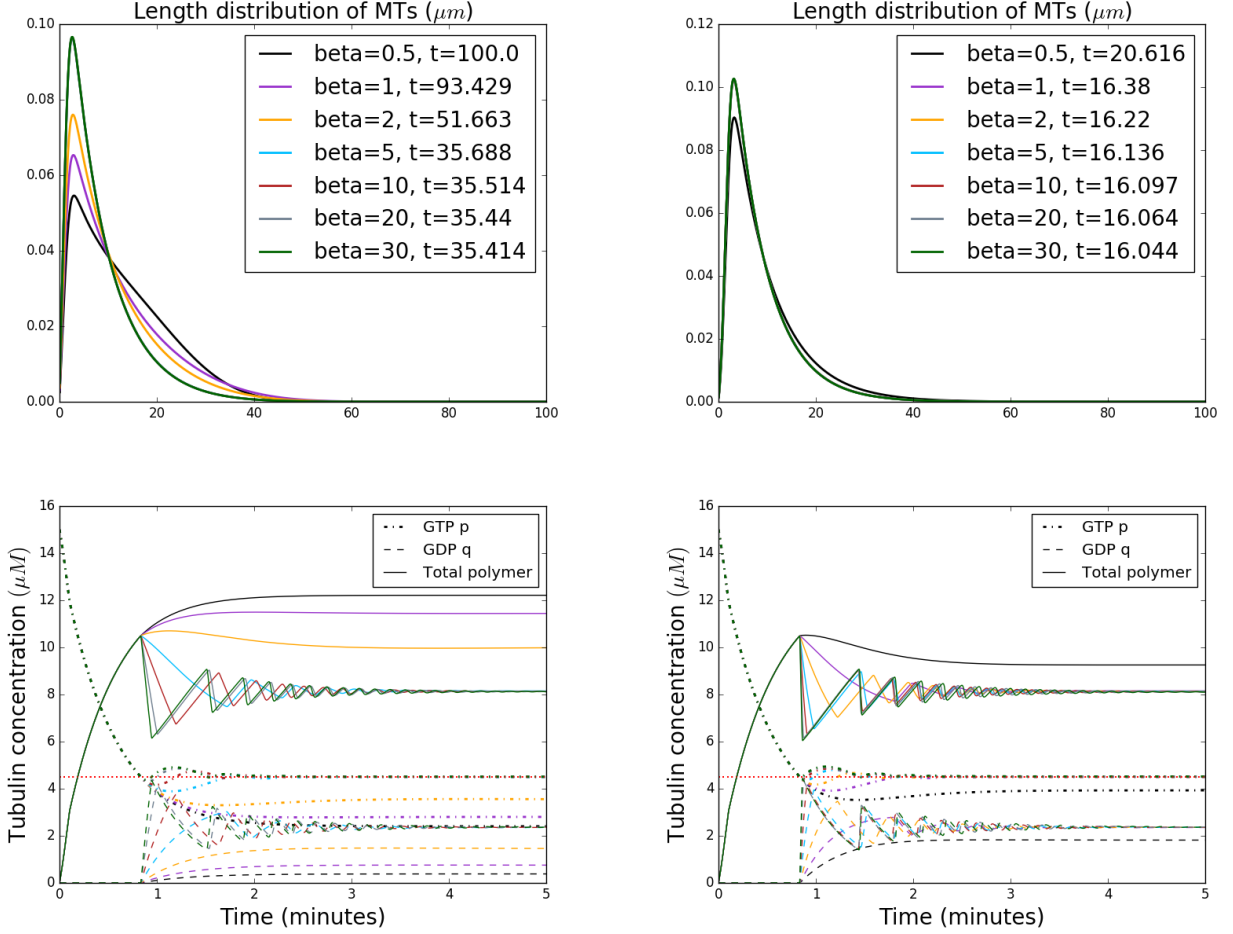 Length distribution of MTs (μm)
0.10
0.08
0.06
0.04
0.02
0.00
0 20 40 60 80 100
beta=0.5, t=100.0
beta=1, t=93.429
beta=2, t=51.663
beta=5, t=35.688
beta=10, t=35.514
beta=20, t=35.44
beta=30, t=35.414
Length distribution of MTs (μm)
0.12
0.10
0.08
0.06
0.04
0.02
0.00
0 20 40 60 80 100
beta=0.5, t=20.616
beta=1, t=16.38
beta=2, t=16.22
beta=5, t=16.136
beta=10, t=16.097
beta=20, t=16.064
beta=30, t=16.044
Tubulin concentration (μM)
16
14
12
10
8
6
4
2
0
0 1 2 3 4 5
Time (minutes)
GTP p
GDP q
Total polymer
Tubulin concentration (μM)
16
14
12
10
8
6
4
2
0
0 1 2 3 4 5
Time (minutes)
GTP p
GDP q
Total polymer